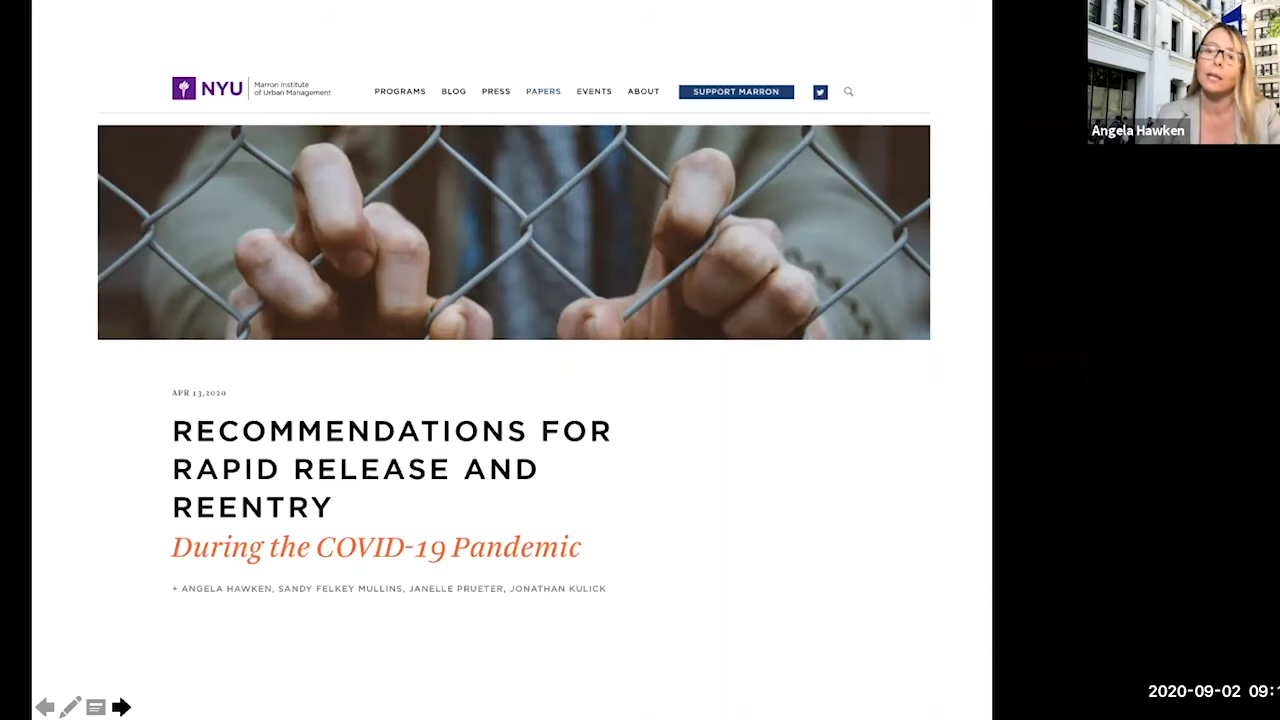 NYU
Marron Institute
of Urban Management
PROGRAMS BLOG PRESS PAPERS EVENTS ABOUT SUPPORT MARRON
Angela Hawken
APR 13,2020
RECOMMENDATIONS FOR
RAPID RELEASE AND
REENTRY
During the COVID-19 Pandemic
+ ANGELA HAWKEN, SANDY FELKEY MULLINS, JANELLE PRUETER, JONATHAN KULICK
2020-09-02 09:1